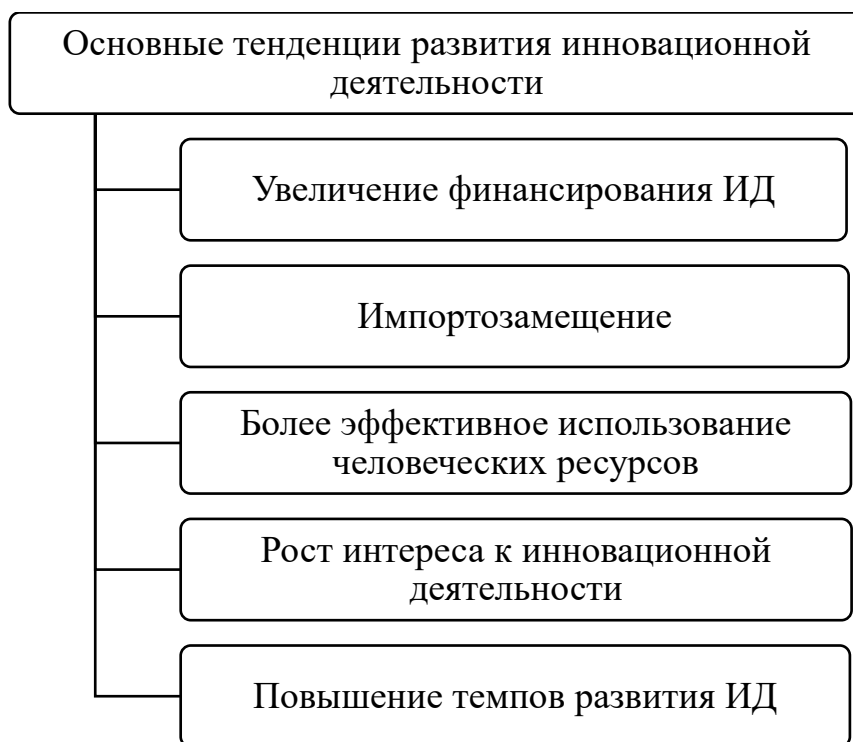 Основные тенденции развития инновационной
деятельности
Увеличение финансирования ИД
Импортозамещение
Более эффективное использование
человеческих ресурсов
Рост интереса к инновационной
деятельности
Повышение темпов развития ИД